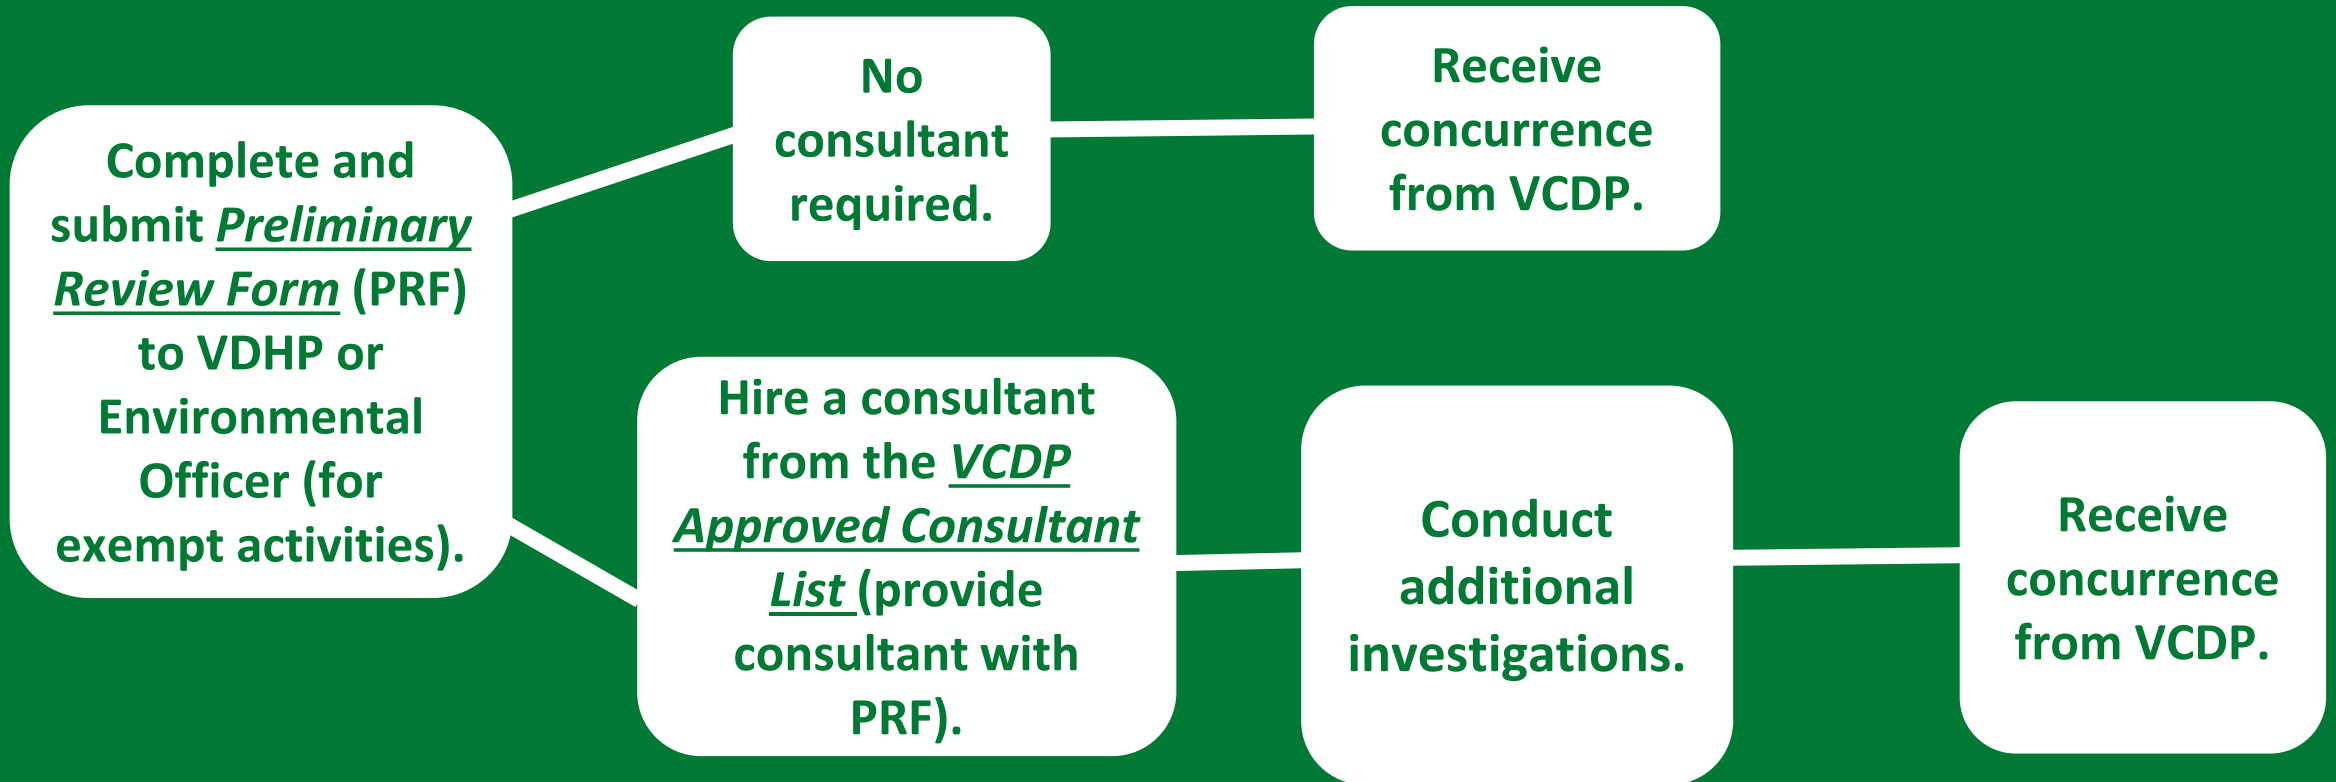 Complete and
submit Preliminary
Review Form (PRF)
to VDHP or
Environmental
Officer (for
exempt activities).
No
consultant
required.
Receive
concurrence
from VCDP.
Hire a consultant
from the VCDP
Approved Consultant
List (provide
consultant with
PRF).
Conduct
additional
investigations.
Receive
concurrence
from VCDP.